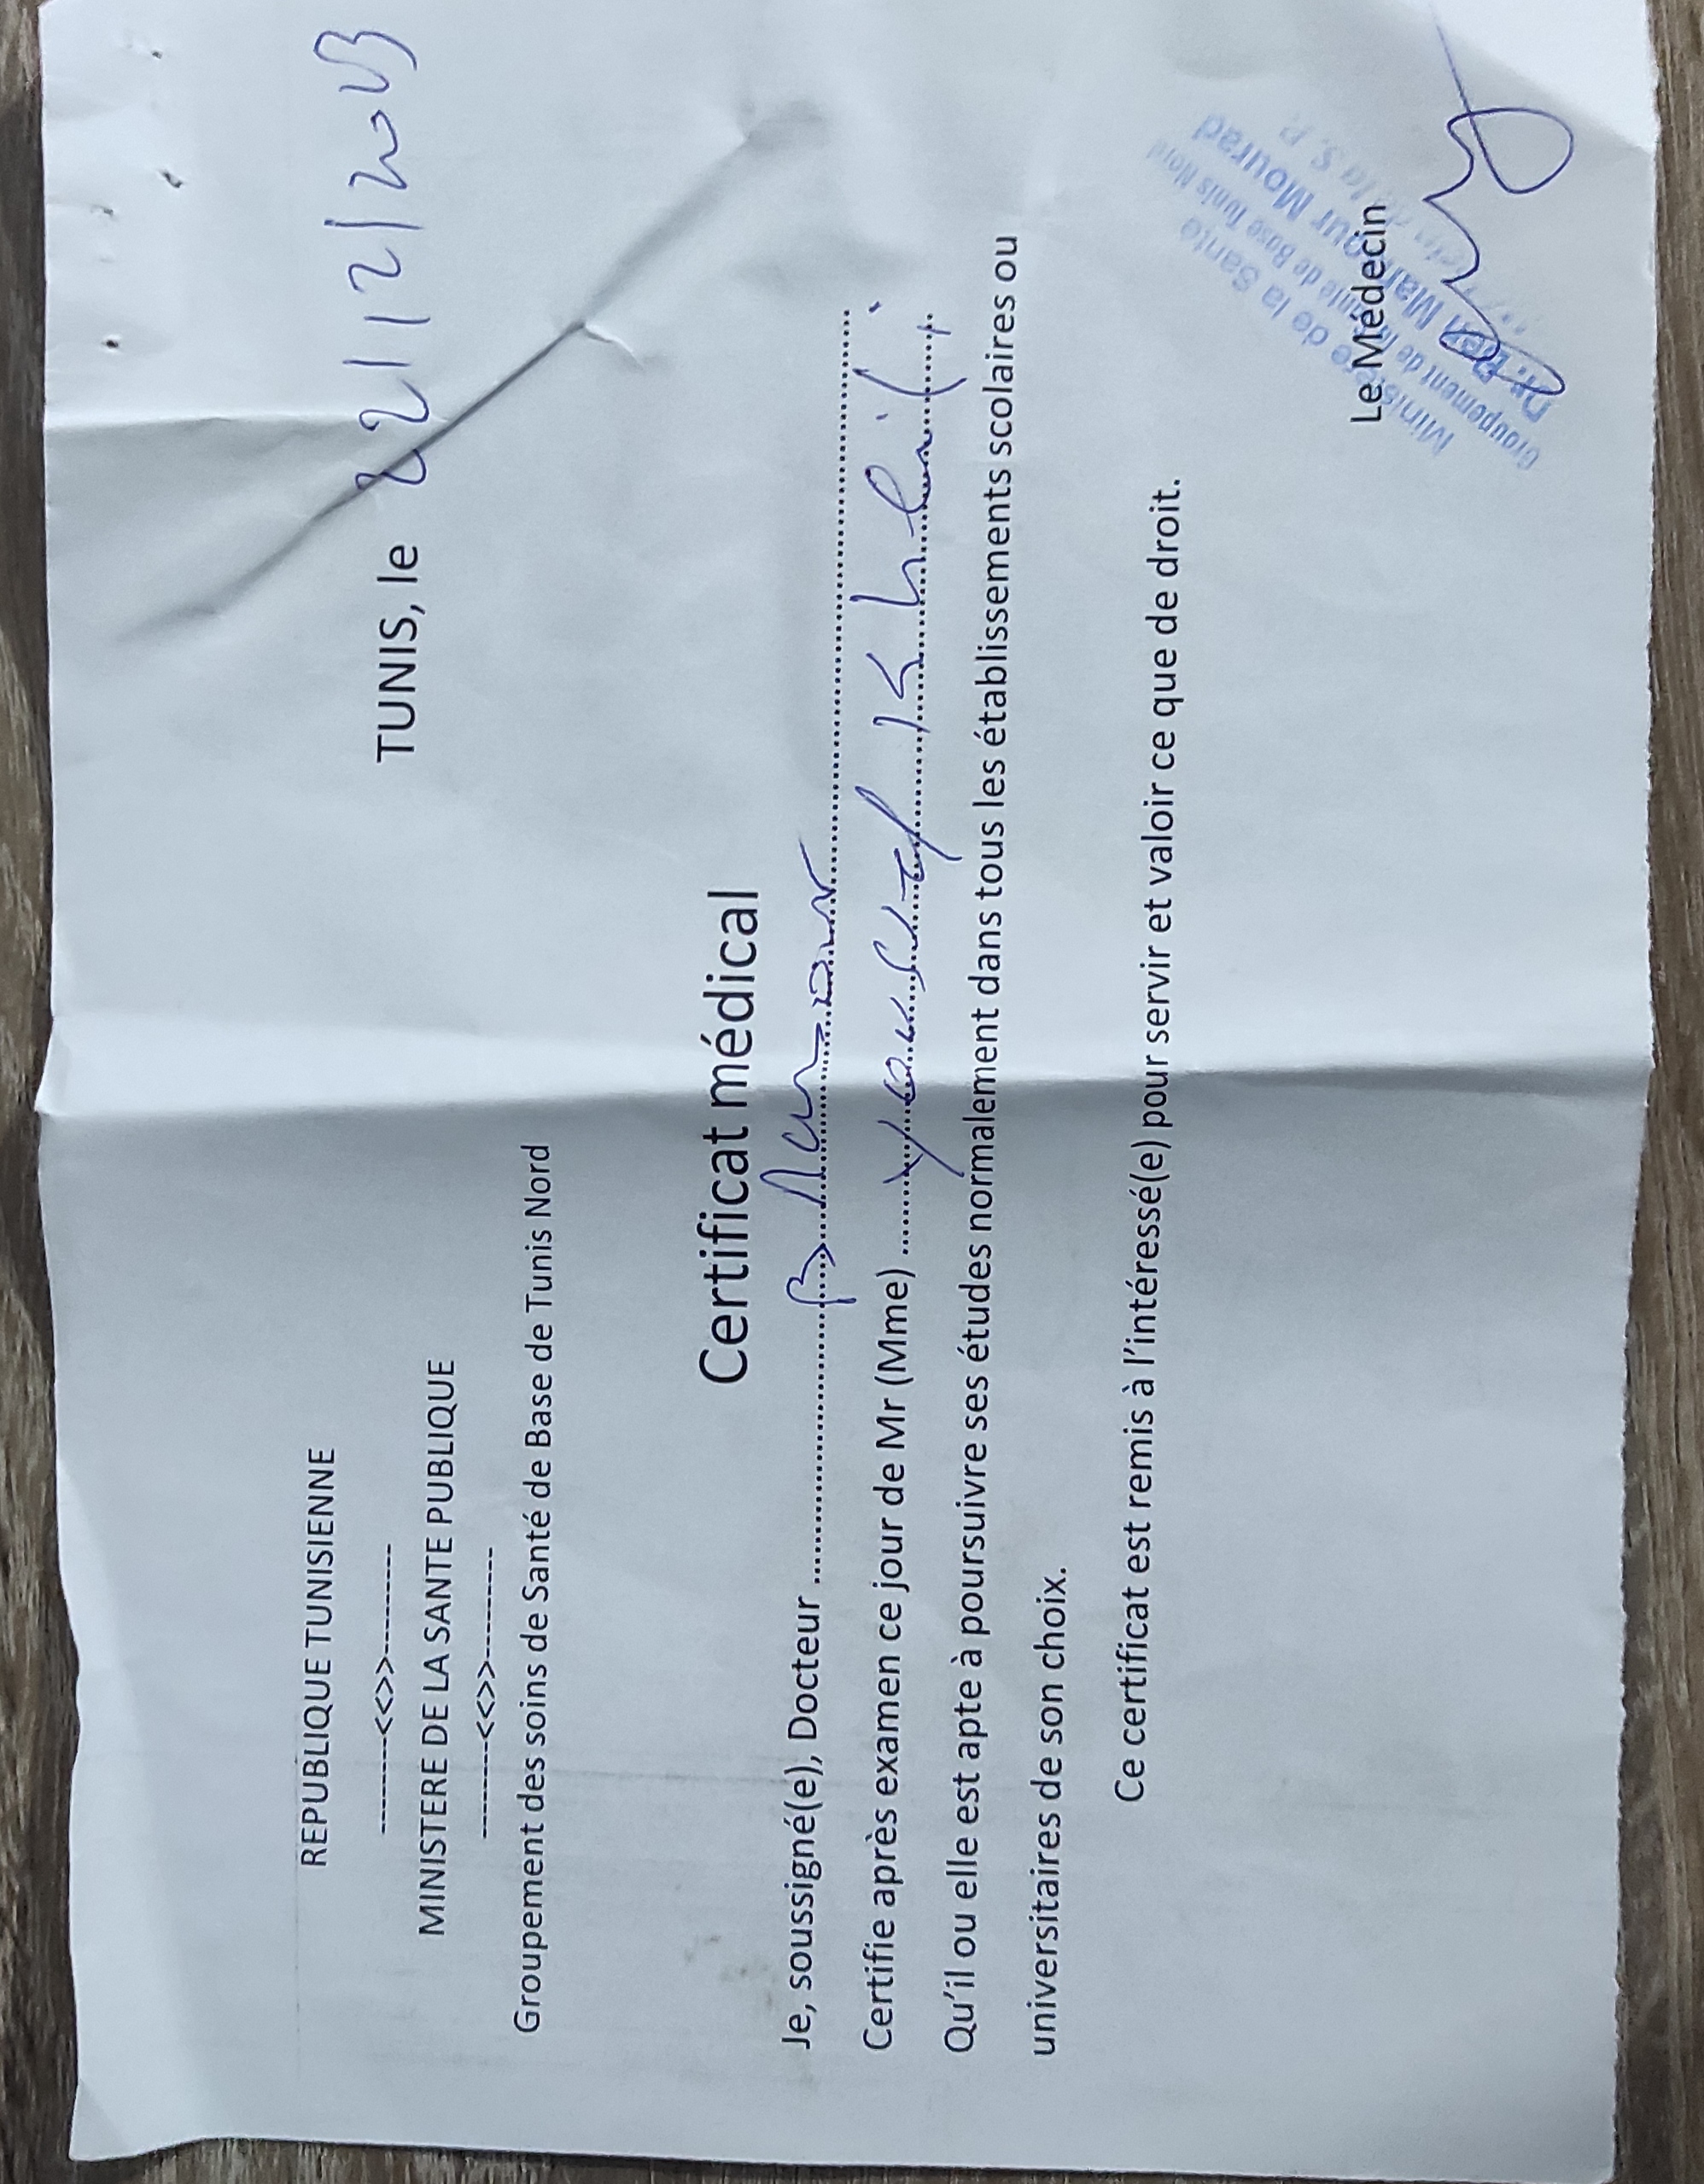 REPUBLIQUE TUNISIENNE
---------<<>>---------
MINISTERE DE LA SANTE PUBLIQUE
---------<<>>---------
Groupement des soins de Santé de Base de Tunis Nord
TUNIS, le 22/12/2023
Certificat médical
Je, soussigné(e), Docteur
Certifie après examen ce jour de Mr (Mme)
Qu'il ou elle est apte à poursuivre ses études normalement dans tous les établissements scolaires ou
universitaires de son choix.
Ce certificat est remis à l'intéressé(e) pour servir et valoir ce que de droit.
Le Médecin
Ministère de la Santé
Groupement de de Base Tunis Nord
Dr. Ben Mansour Mourad
de la S. P.